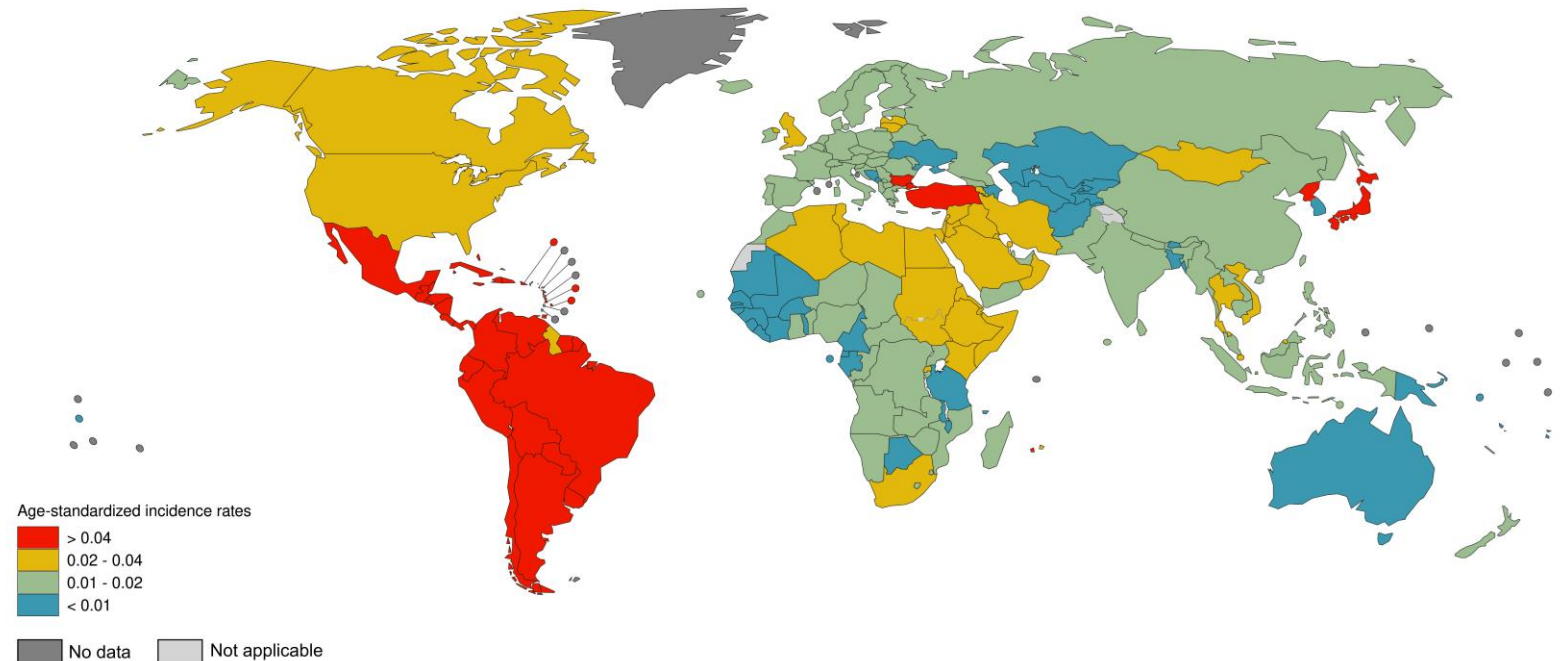 Age-standardized incidence rates
> 0.04
0.02 - 0.04
0.01 - 0.02
< 0.01
No data
Not applicable